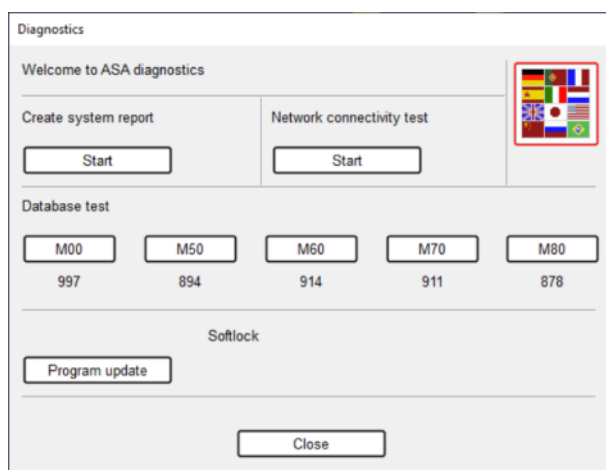 Diagnostics
Welcome to ASA diagnostics
Create system report
Network connectivity test
Start
Start
Database test
M00 M50 M60 M70 M80
997 894 914 911 878
Softlock
Program update
Close